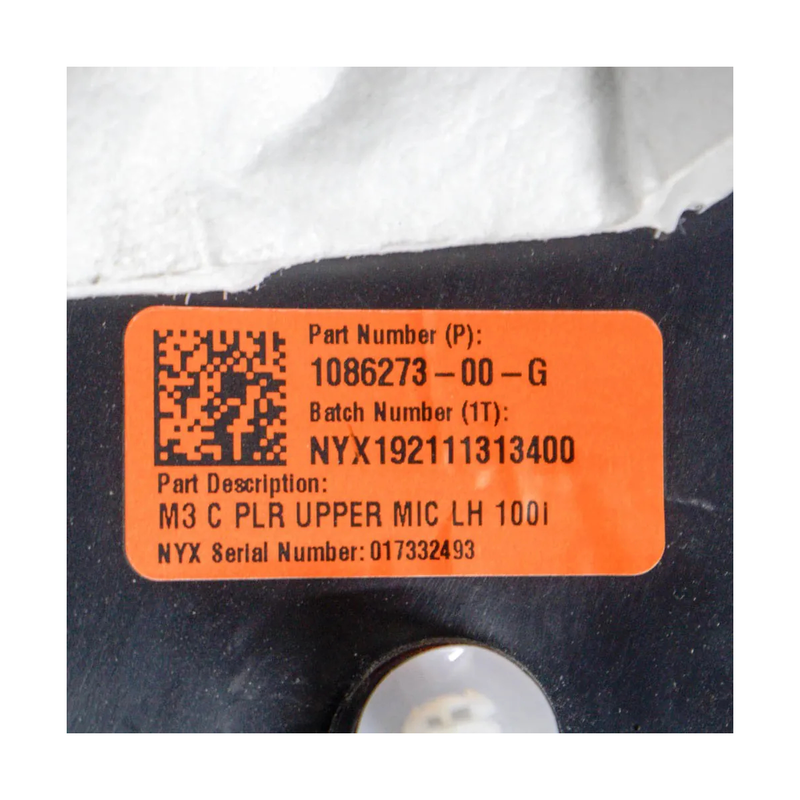 Part Number (P):
1086273-00-G
Batch Number (1T):
NYX192111313400
Part Description:
M3 C PLR UPPER MIC LH 100i
NYX Serial Number: 017332493